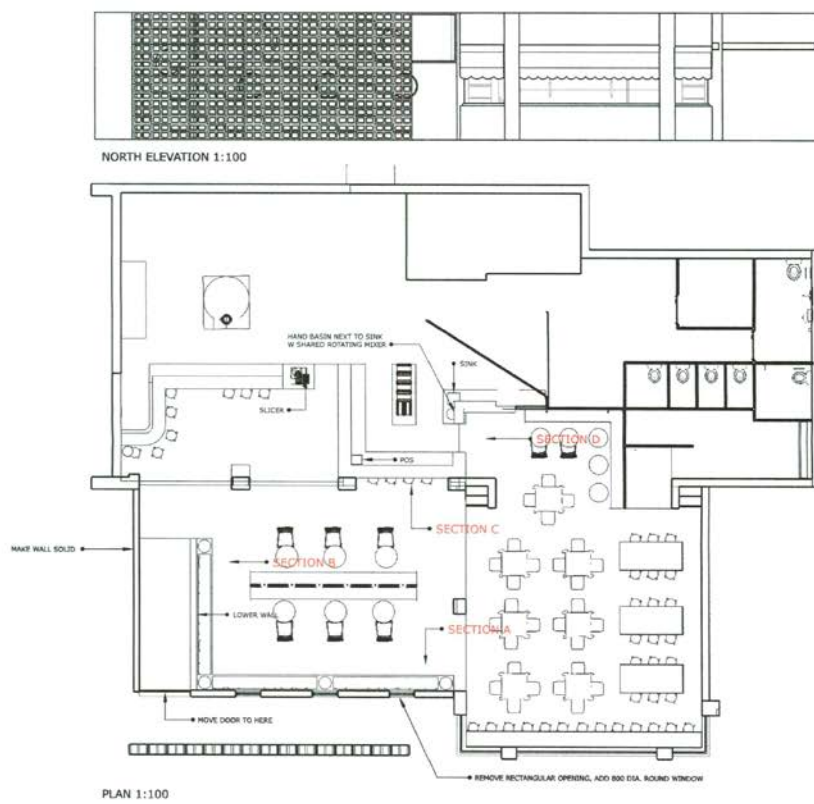 NORTH ELEVATION 1:100
HAND BASIN NEXT TO SINK
W SHARED ROTATING MIXER
SINK
SLICER
SECTION D
POS
SECTION C
MAKE WALL SOLID
SECTION B
LOWER WALL
SECTION A
MOVE DOOR TO HERE
REMOVE RECTANGULAR OPENING, ADD 800 DIA. ROUND WINDOW
PLAN 1:100